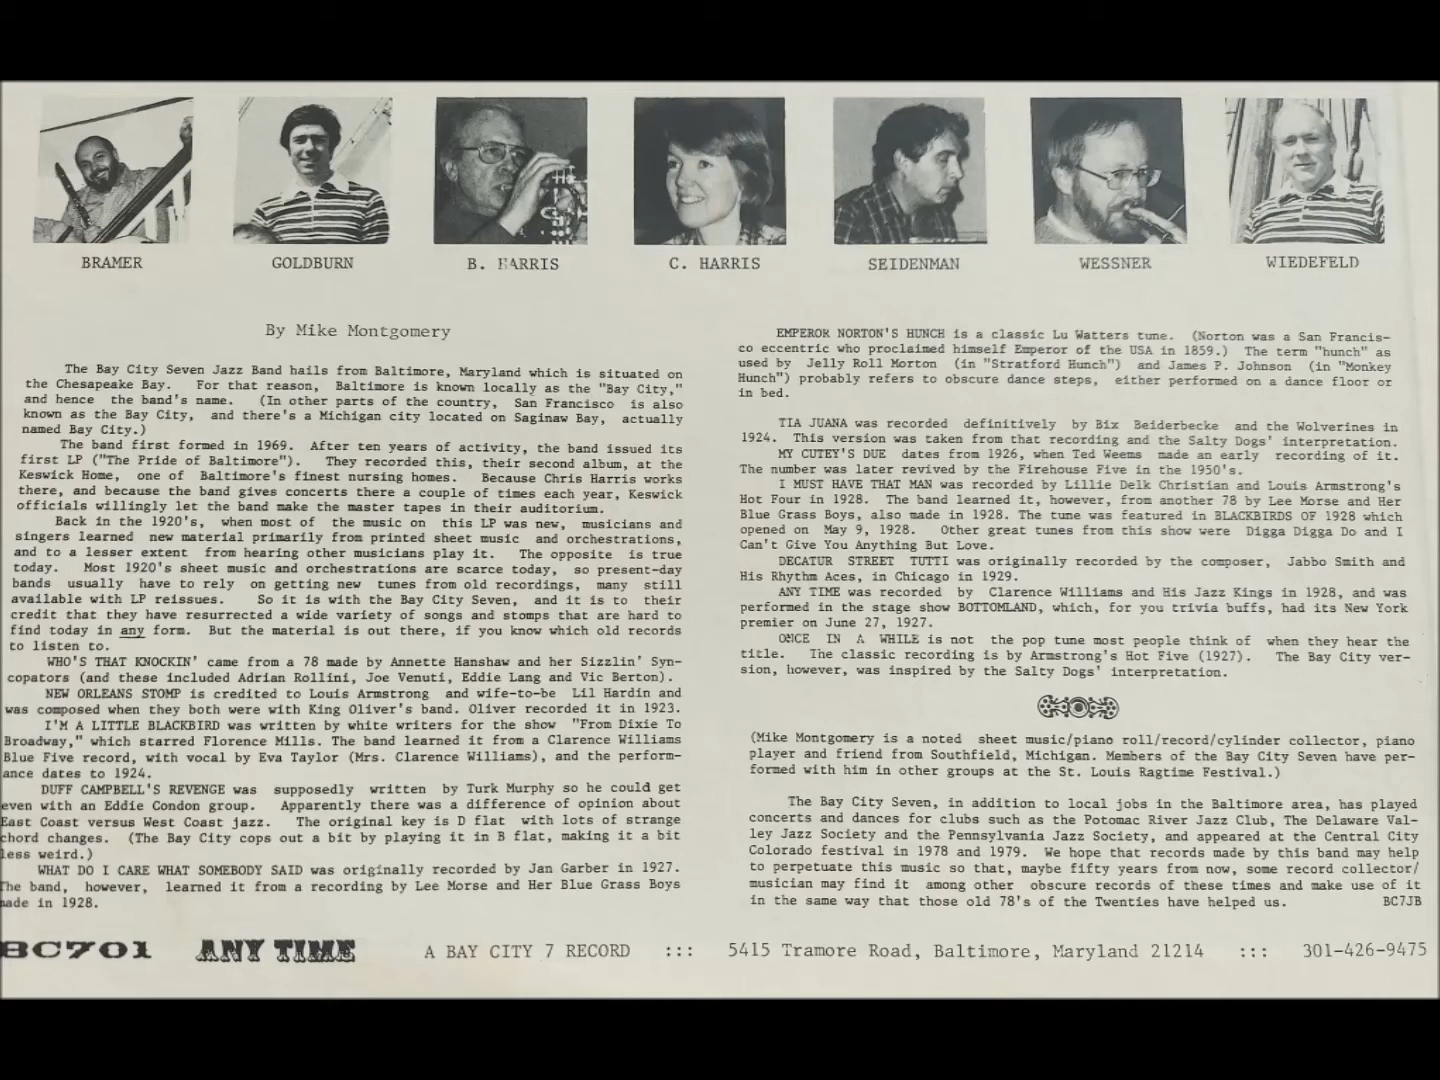 BRAMER GOLDBURN B. HARRIS C. HARRIS SEIDENMAN WESSNER WIEDEFELD
By Mike Montgomery
The Bay City Seven Jazz Band hails from Baltimore, Maryland which is situated on
the Chesapeake Bay. For that reason, Baltimore is known locally as the "Bay City,"
and hence the band's name. (In other parts of the country, San Francisco is also
known as the Bay City, and there's a Michigan city located on Saginaw Bay, actually
named Bay City.)
The band first formed in 1969. After ten years of activity, the band issued its
first LP ("The Pride of Baltimore"). They recorded this, their second album, at the
Keswick Home, one of Baltimore's finest nursing homes. Because Chris Harris works
there, and because the band gives concerts there a couple of times each year, Keswick
officials willingly let the band make the master tapes in their auditorium.
Back in the 1920's, when most of the music on this LP was new, musicians and
singers learned new material primarily from printed sheet music and orchestrations,
and to a lesser extent from hearing other musicians play it. The opposite is true
today. Most 1920's sheet music and orchestrations are scarce today, so present-day
bands usually have to rely on getting new tunes from old recordings, many still
available with LP reissues. So it is with the Bay City Seven, and it is to their
credit that they have resurrected a wide variety of songs and stomps that are hard to
find today in any form. But the material is out there, if you know which old records
to listen to.
WHO'S THAT KNOCKIN' came from a 78 made by Annette Hanshaw and her Sizzlin' Syn-
copators (and these included Adrian Rollini, Joe Venuti, Eddie Lang and Vic Berton).
NEW ORLEANS STOMP is credited to Louis Armstrong and wife-to-be Lil Hardin and
was composed when they both were with King Oliver's band. Oliver recorded it in 1923.
I'M A LITTLE BLACKBIRD was written by white writers for the show "From Dixie To
Broadway," which starred Florence Mills. The band learned it from a Clarence Williams
Blue Five record, with vocal by Eva Taylor (Mrs. Clarence Williams), and the perform-
ance dates to 1924.
DUFF CAMPBELL'S REVENGE was supposedly written by Turk Murphy so he could get
even with an Eddie Condon group. Apparently there was a difference of opinion about
East Coast versus West Coast jazz. The original key is D flat with lots of strange
chord changes. (The Bay City cops out a bit by playing it in B flat, making it a bit
less weird.)
WHAT DO I CARE WHAT SOMEBODY SAID was originally recorded by Jan Garber in 1927.
The band, however, learned it from a recording by Lee Morse and Her Blue Grass Boys
made in 1928.
EMPEROR NORTON'S HUNCH is a classic Lu Watters tune. (Norton was a San Francis-
co eccentric who proclaimed himself Emperor of the USA in 1859.) The term "hunch" as
used by Jelly Roll Morton (in "Stratford Hunch") and James P. Johnson (in "Monkey
Hunch") probably refers to obscure dance steps, either performed on a dance floor or
in bed.
TIA JUANA was recorded definitively by Bix Beiderbecke and the Wolverines in
1924. This version was taken from that recording and the Salty Dogs' interpretation.
MY CUTEY'S DUE dates from 1926, when Ted Weems made an early recording of it.
The number was later revived by the Firehouse Five in the 1950's.
I MUST HAVE THAT MAN was recorded by Lillie Delk Christian and Louis Armstrong's
Hot Four in 1928. The band learned it, however, from another 78 by Lee Morse and Her
Blue Grass Boys, also made in 1928. The tune was featured in BLACKBIRDS OF 1928 which
opened on May 9, 1928. Other great tunes from this show were Digga Digga Do and I
Can't Give You Anything But Love.
DECATUR STREET TUTTI was originally recorded by the composer, Jabbo Smith and
His Rhythm Aces, in Chicago in 1929.
ANY TIME was recorded by Clarence Williams and His Jazz Kings in 1928, and was
performed in the stage show BOTTOMLAND, which, for you trivia buffs, had its New York
premier on June 27, 1927.
ONCE IN A WHILE is not the pop tune most people think of when they hear the
title. The classic recording is by Armstrong's Hot Five (1927). The Bay City ver-
sion, however, was inspired by the Salty Dogs' interpretation.
(Mike Montgomery is a noted sheet music/piano roll/record/cylinder collector, piano
player and friend from Southfield, Michigan. Members of the Bay City Seven have per-
formed with him in other groups at the St. Louis Ragtime Festival.)
The Bay City Seven, in addition to local jobs in the Baltimore area, has played
concerts and dances for clubs such as the Potomac River Jazz Club, The Delaware Val-
ley Jazz Society and the Pennsylvania Jazz Society, and appeared at the Central City
Colorado festival in 1978 and 1979. We hope that records made by this band may help
to perpetuate this music so that, maybe fifty years from now, some record collector/
musician may find it among other obscure records of these times and make use of it
in the same way that those old 78's of the Twenties have helped us. BC7JB
BC701 ANY TIME A BAY CITY 7 RECORD ::: 5415 Tramore Road, Baltimore, Maryland 21214 ::: 301-426-9475